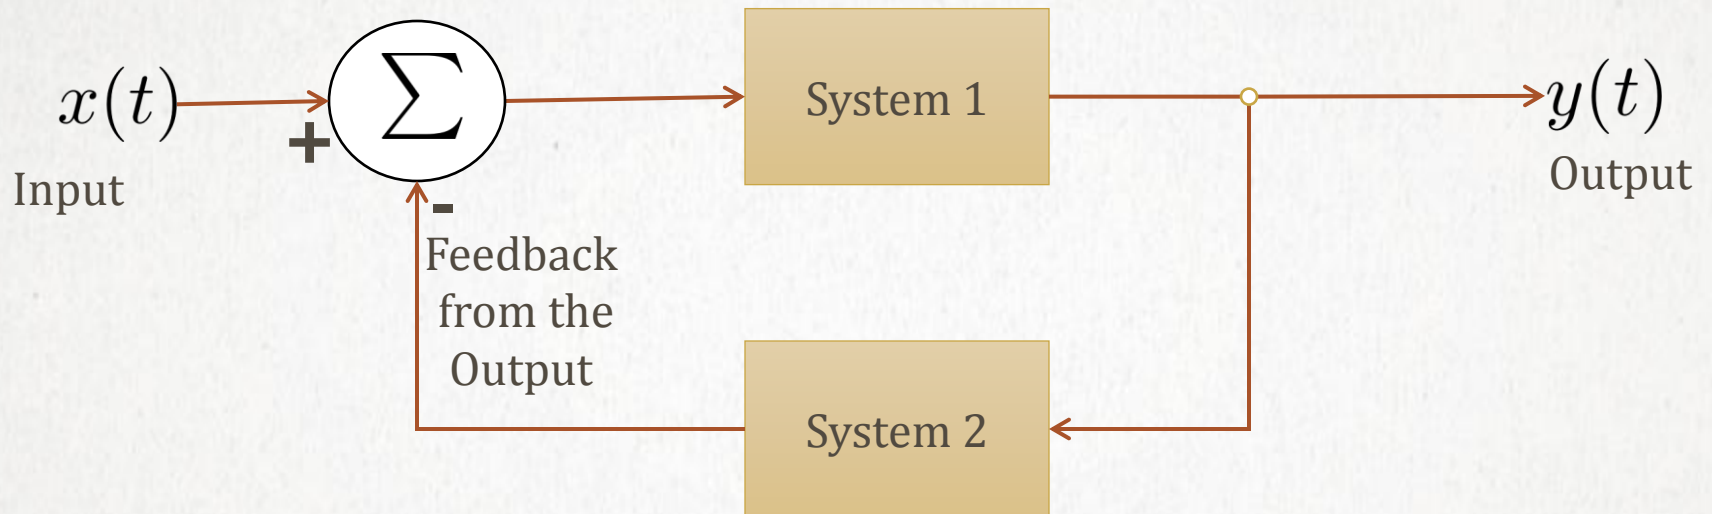 x(t)
+
Input
∑
-
Feedback
from the
Output
System 1
System 2
y(t)
Output